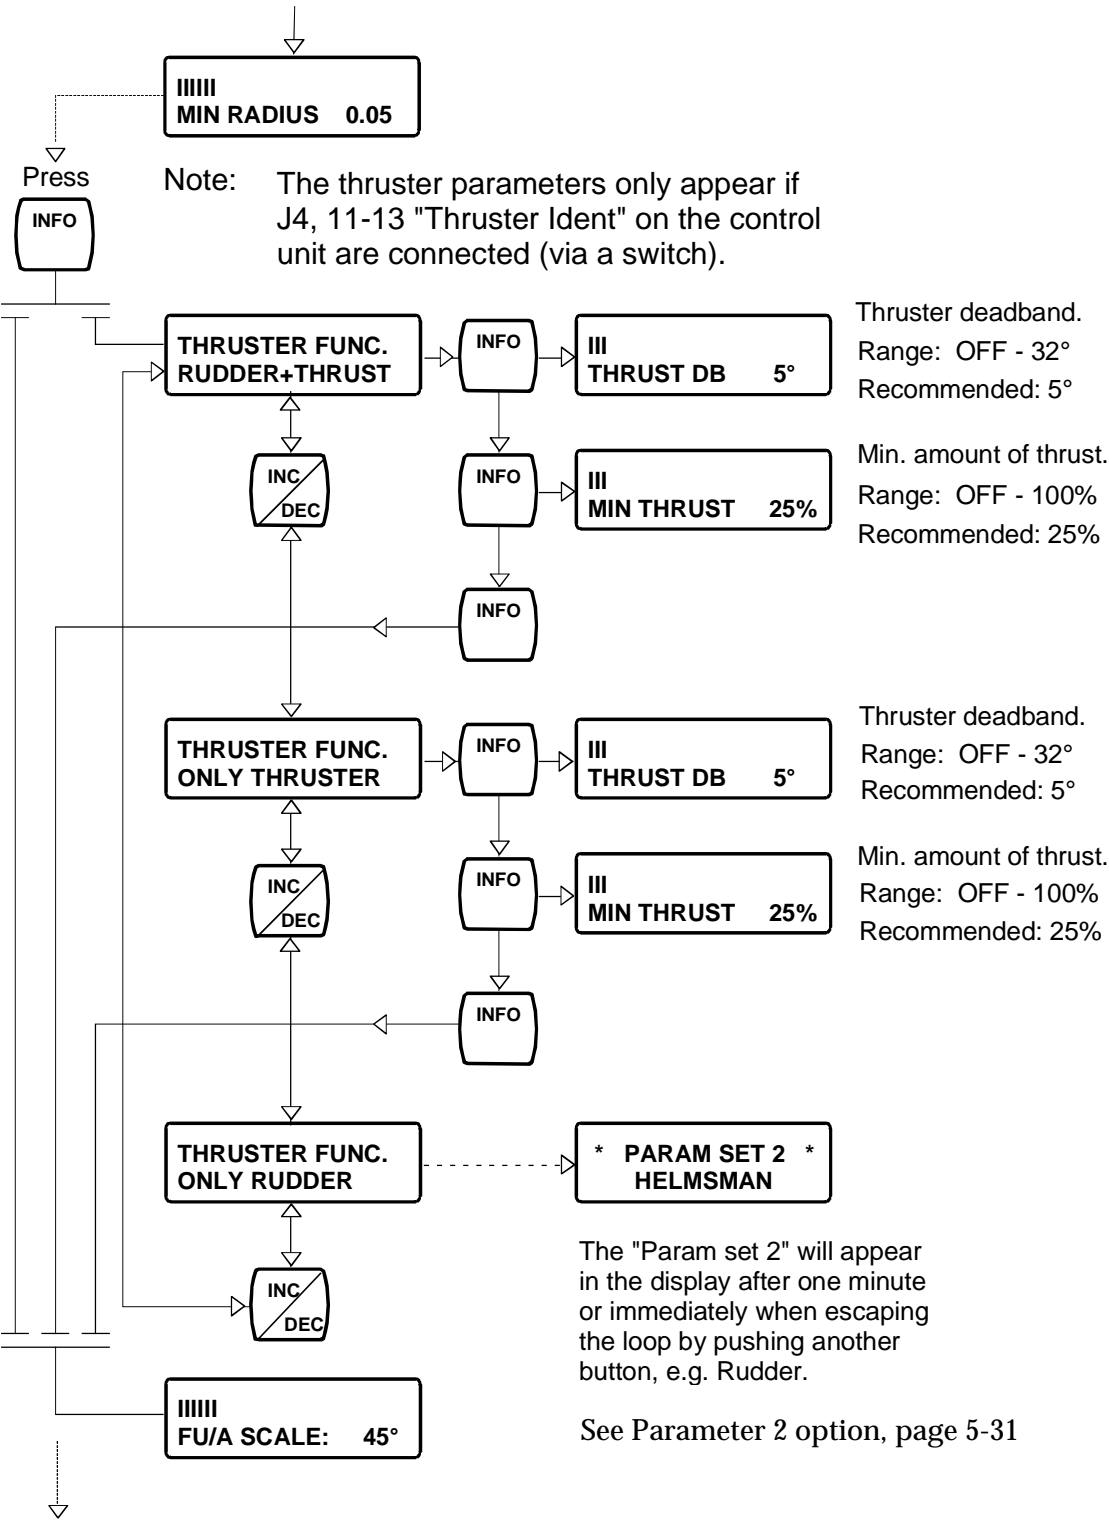 IIIIII
MIN RADIUS 0.05
Press
INFO
Note: The thruster parameters only appear if
J4, 11-13 "Thruster Ident" on the control
unit are connected (via a switch).
THRUSTER FUNC.
RUDDER+THRUST
INFO
III
THRUST DB 5°
Thruster deadband.
Range: OFF - 32°
Recommended: 5°
INC
DEC
INFO
III
MIN THRUST 25%
Min. amount of thrust.
Range: OFF - 100%
Recommended: 25%
INFO
THRUSTER FUNC.
ONLY THRUSTER
INFO
III
THRUST DB 5°
Thruster deadband.
Range: OFF - 32°
Recommended: 5°
INC
DEC
INFO
III
MIN THRUST 25%
Min. amount of thrust.
Range: OFF - 100%
Recommended: 25%
INFO
THRUSTER FUNC.
ONLY RUDDER
* PARAM SET 2 *
HELMSMAN
INC
DEC
The "Param set 2" will appear
in the display after one minute
or immediately when escaping
the loop by pushing another
button, e.g. Rudder.
IIIIII
FU/A SCALE: 45°
See Parameter 2 option, page 5-31